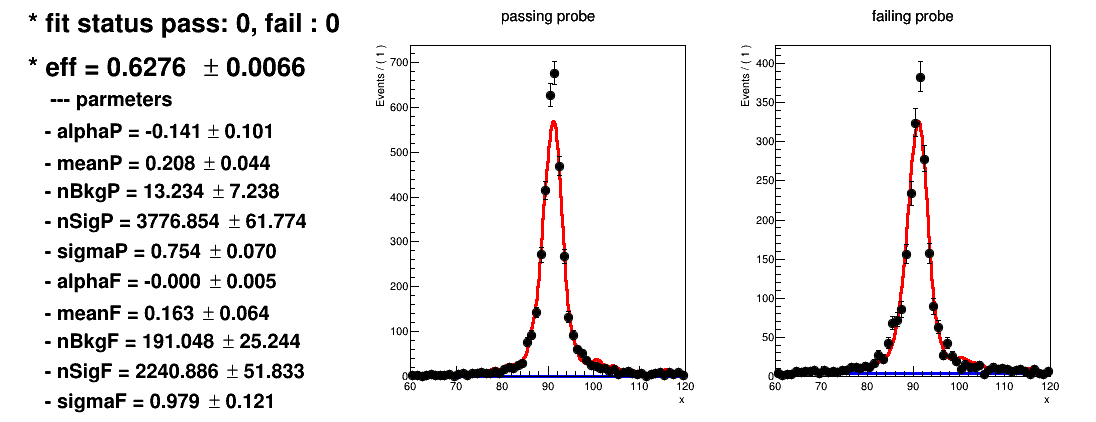 * fit status pass: 0, fail : 0
* eff = 0.6276 ± 0.0066
--- parmeters
- alphaP = -0.141 ± 0.101
- meanP = 0.208 ± 0.044
- nBkgP = 13.234 ± 7.238
- nSigP = 3776.854 ± 61.774
- sigmaP = 0.754 ± 0.070
- alphaF = -0.000 ± 0.005
- meanF = 0.163 ± 0.064
- nBkgF = 191.048 ± 25.244
- nSigF = 2240.886 ± 51.833
- sigmaF = 0.979 ± 0.121
passing probe
Events / ( 1 )
700
600
500
400
300
200
100
0
60 70 80 90 100 110 120
x
failing probe
Events / ( 1 )
400
350
300
250
200
150
100
50
0
60 70 80 90 100 110 120
x